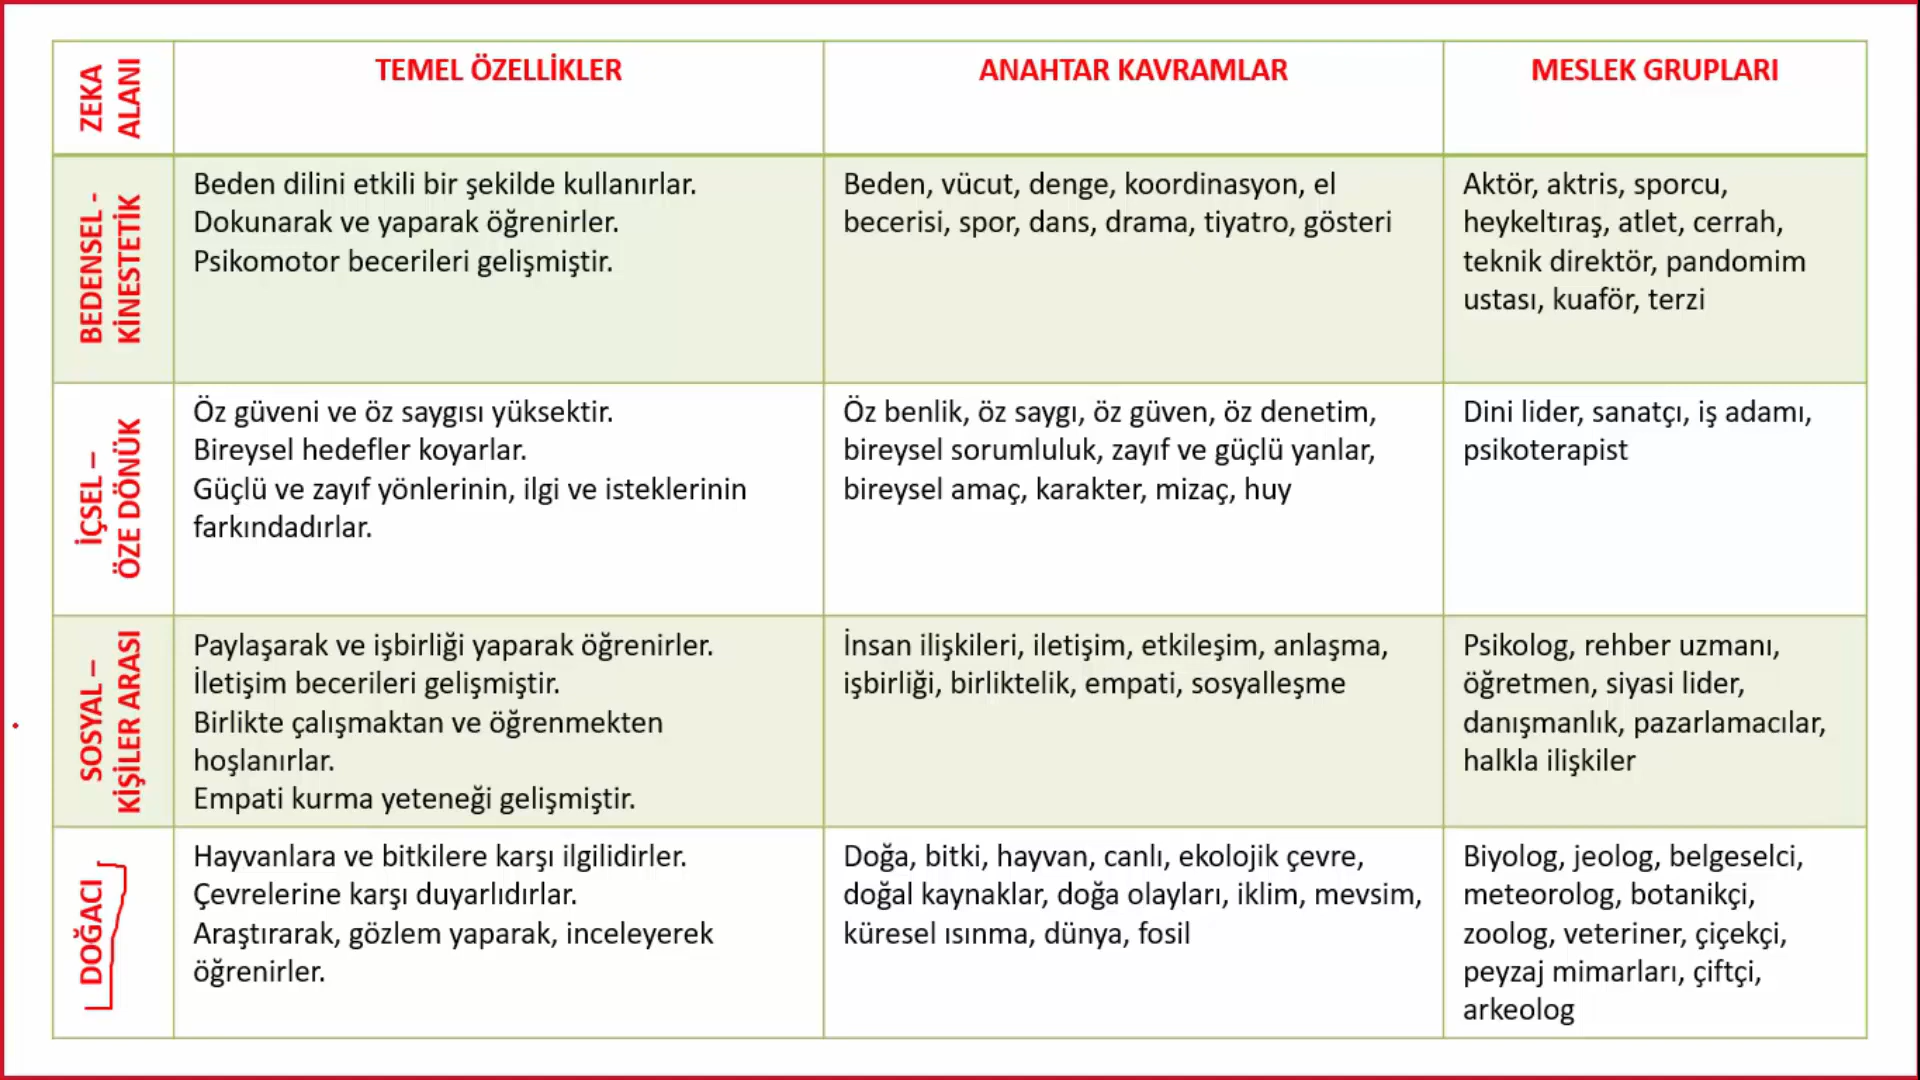 ZEKA
ALANI
TEMEL ÖZELLİKLER
ANAHTAR KAVRAMLAR
MESLEK GRUPLARI
BEDENSEL -
KİNESTETİK
Beden dilini etkili bir şekilde kullanırlar.
Dokunarak ve yaparak öğrenirler.
Psikomotor becerileri gelişmiştir.
Beden, vücut, denge, koordinasyon, el
becerisi, spor, dans, drama, tiyatro, gösteri
Aktör, aktris, sporcu,
heykeltıraş, atlet, cerrah,
teknik direktör, pandomim
ustası, kuaför, terzi
İÇSEL –
ÖZE DÖNÜK
Öz güveni ve öz saygısı yüksektir.
Bireysel hedefler koyarlar.
Güçlü ve zayıf yönlerinin, ilgi ve isteklerinin
farkındadırlar.
Öz benlik, öz saygı, öz güven, öz denetim,
bireysel sorumluluk, zayıf ve güçlü yanlar,
bireysel amaç, karakter, mizaç, huy
Dini lider, sanatçı, iş adamı,
psikoterapist
SOSYAL –
KİŞİLER ARASI
Paylaşarak ve işbirliği yaparak öğrenirler.
İletişim becerileri gelişmiştir.
Birlikte çalışmaktan ve öğrenmekten
hoşlanırlar.
Empati kurma yeteneği gelişmiştir.
İnsan ilişkileri, iletişim, etkileşim, anlaşma,
işbirliği, birliktelik, empati, sosyalleşme
Psikolog, rehber uzmanı,
öğretmen, siyasi lider,
danışmanlık, pazarlamacılar,
halkla ilişkiler
DOĞACI
Hayvanlara ve bitkilere karşı ilgilidirler.
Çevrelerine karşı duyarlıdırlar.
Araştırarak, gözlem yaparak, inceleyerek
öğrenirler.
Doğa, bitki, hayvan, canlı, ekolojik çevre,
doğal kaynaklar, doğa olayları, iklim, mevsim,
küresel ısınma, dünya, fosil
Biyolog, jeolog, belgeselci,
meteorolog, botanikçi,
zoolog, veteriner, çiçekçi,
peyzaj mimarları, çiftçi,
arkeolog